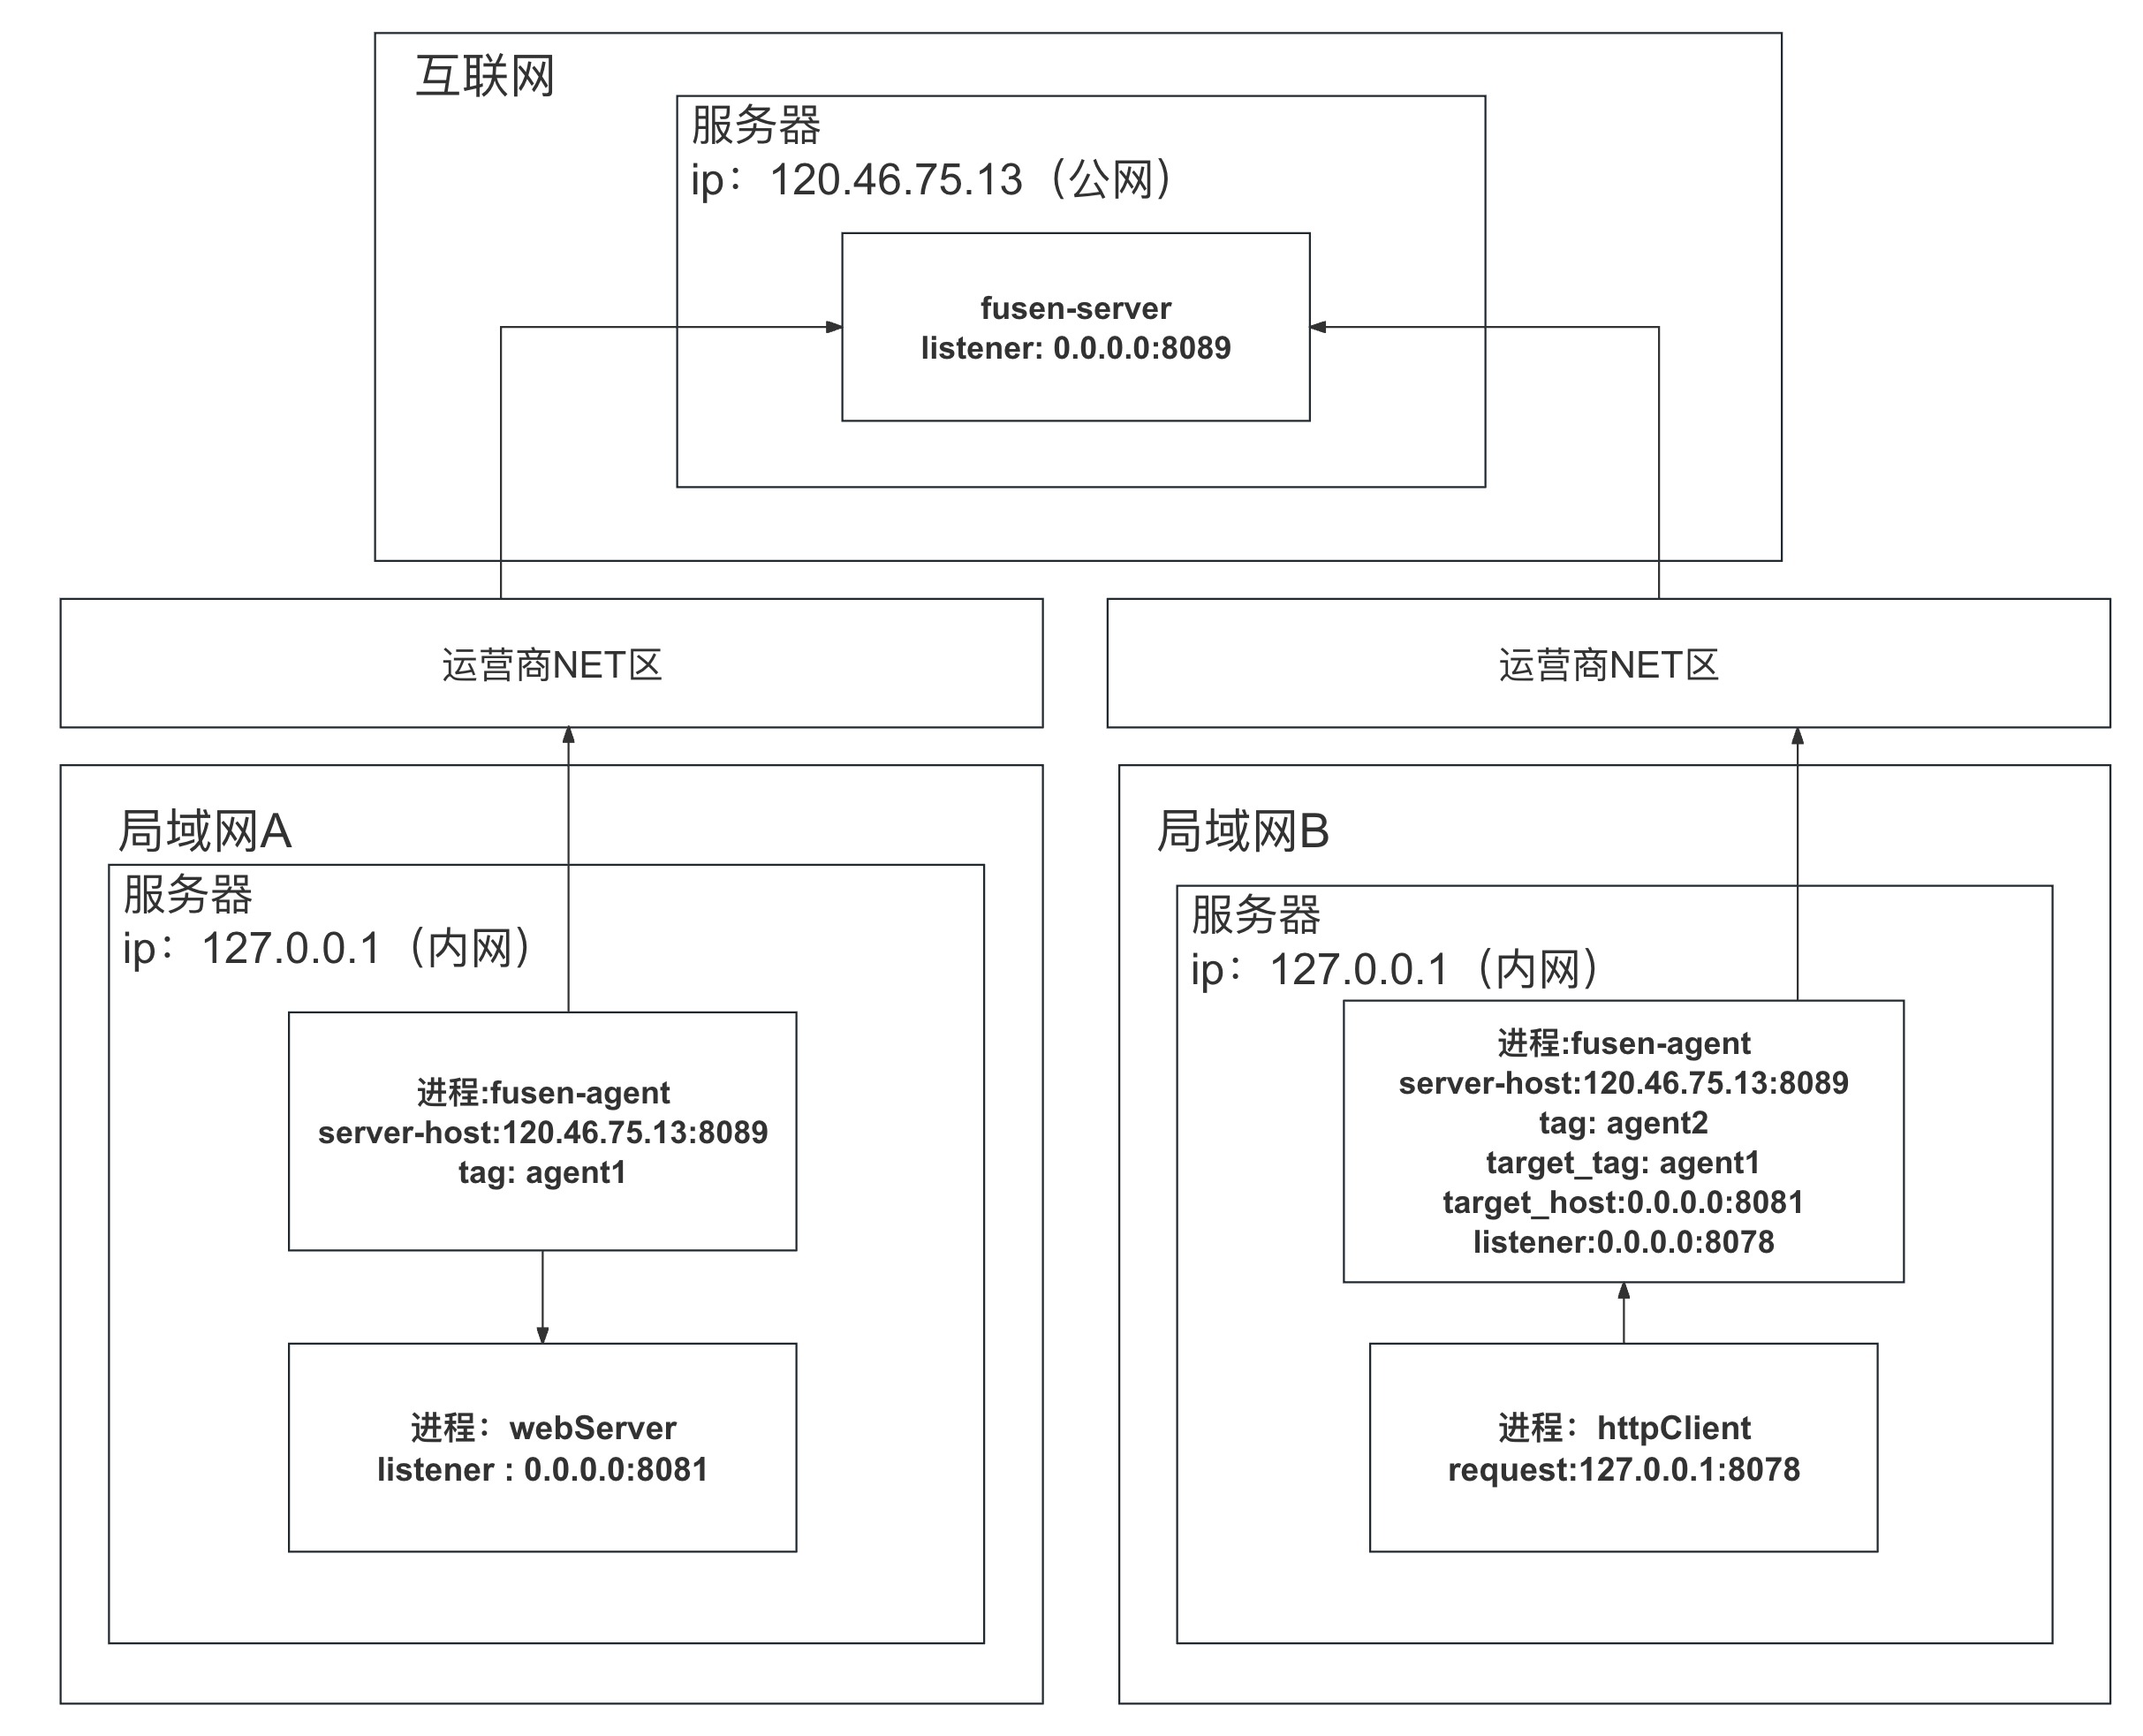 互联网
服务器
ip：120.46.75.13（公网）
fusen-server
listener: 0.0.0.0:8089
运营商NET区
运营商NET区
局域网A
服务器
ip：127.0.0.1（内网）
进程:fusen-agent
server-host:120.46.75.13:8089
tag: agent1
进程：webServer
listener : 0.0.0.0:8081
局域网B
服务器
ip：127.0.0.1（内网）
进程:fusen-agent
server-host:120.46.75.13:8089
tag: agent2
target_tag: agent1
target_host:0.0.0.0:8081
listener:0.0.0.0:8078
进程：httpClient
request:127.0.0.1:8078